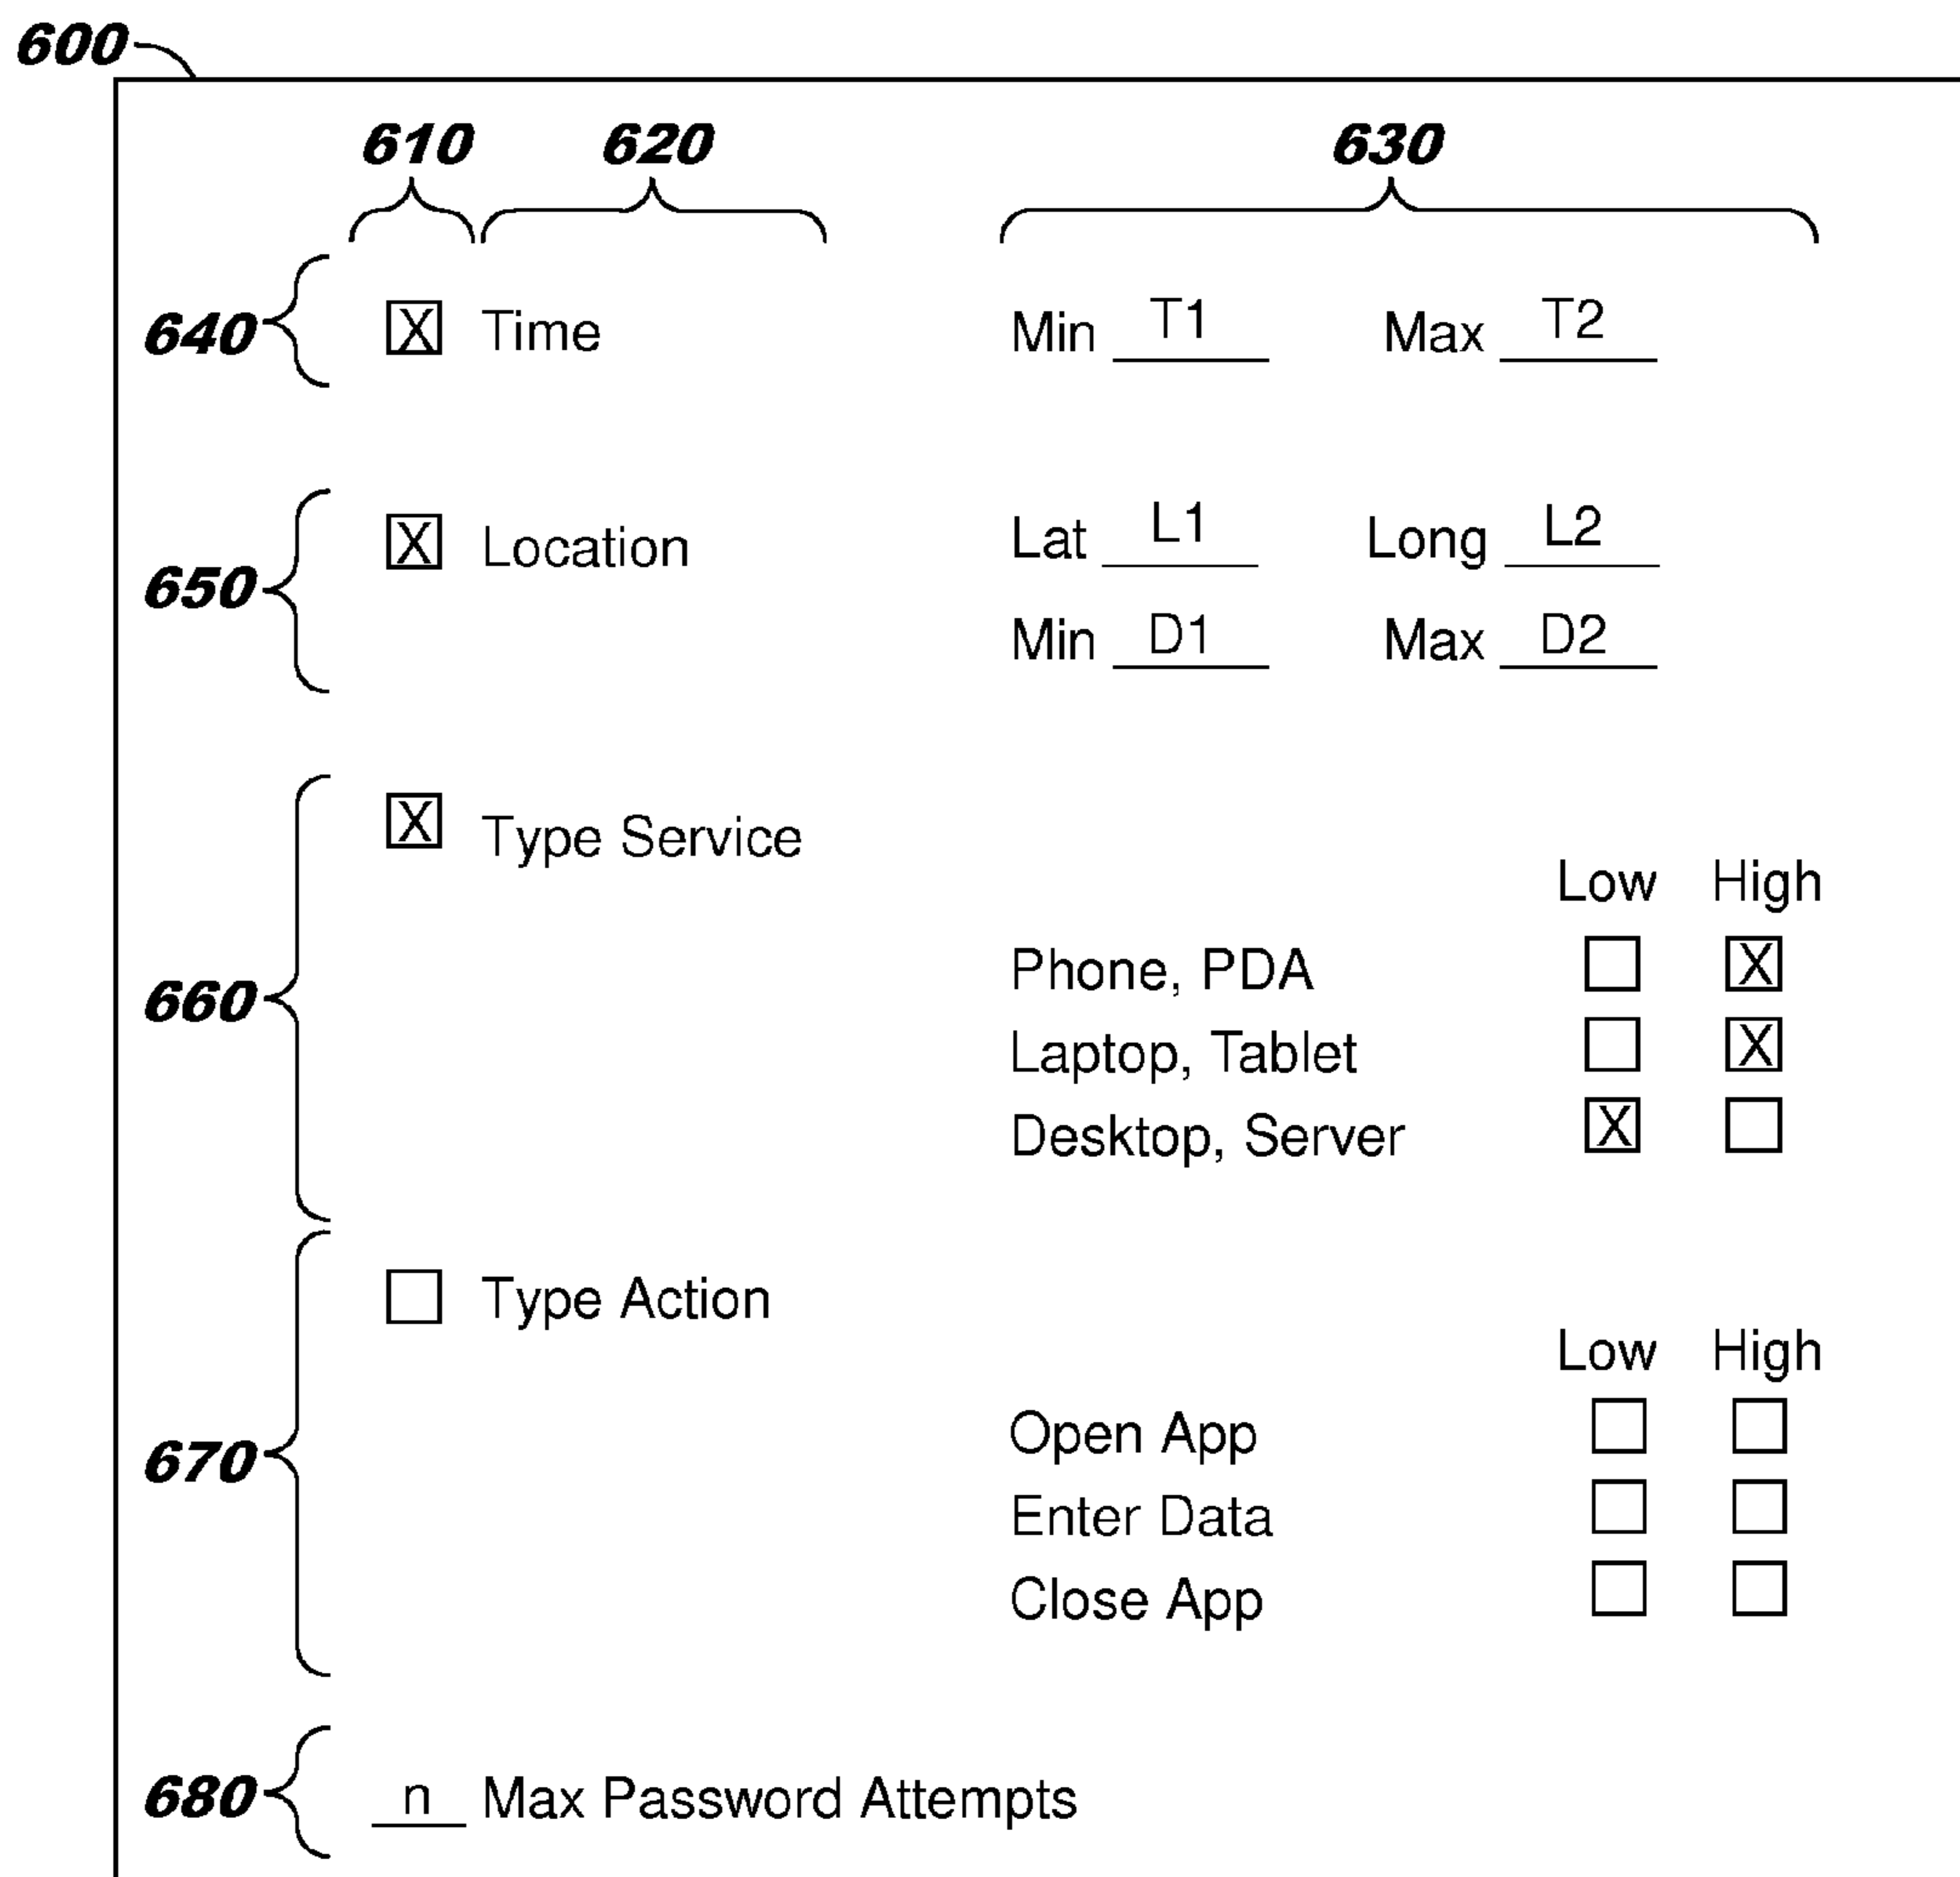 600
610 620 630
640 X Time Min T1 Max T2
650 X Location Lat L1 Long L2
Min D1 Max D2
660 X Type Service
Low High
Phone, PDA X
Laptop, Tablet X
Desktop, Server X
670 Type Action
Low High
Open App
Enter Data
Close App
680 n Max Password Attempts